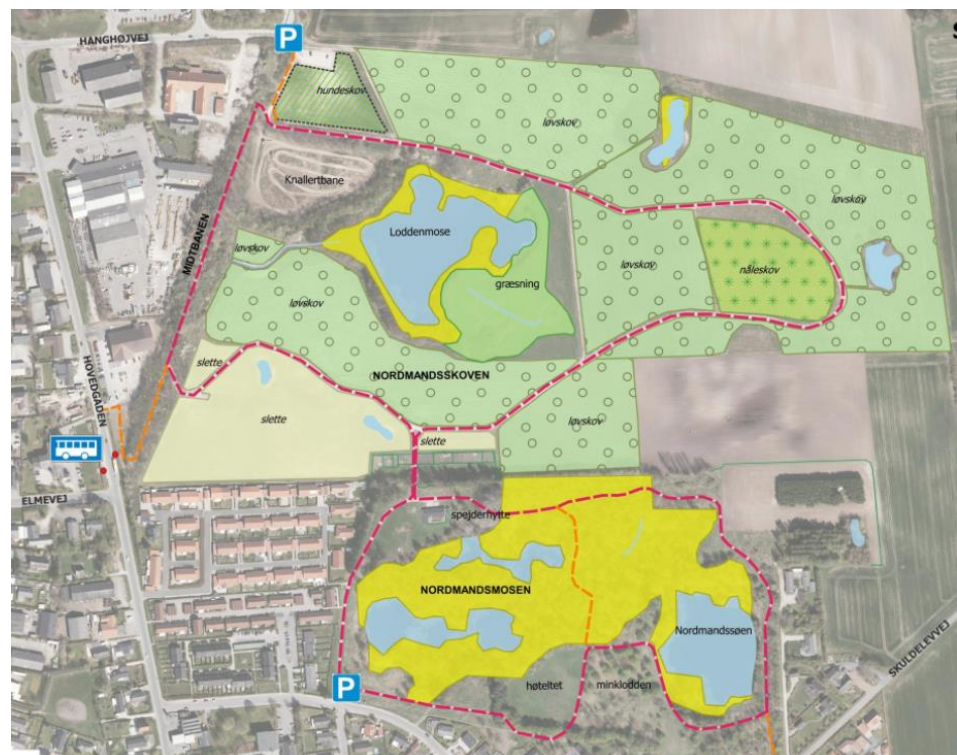 HANGHØJVEJ
P
S
hundeskov
løvskov
Knallertbane
løvskov
MIDTBANEN
Loddenmose
løvskov
løvskov
nåleskov
græsning
løvskov
slette
NORDMANDSSKOVEN
HOVEDGADEN
slette
slette
løvskov
ELMEVEJ
spejderhytte
NORDMANDSMOSEN
Nordmandssøen
SKULDELEVVEJ
P
høteltet
minklodden